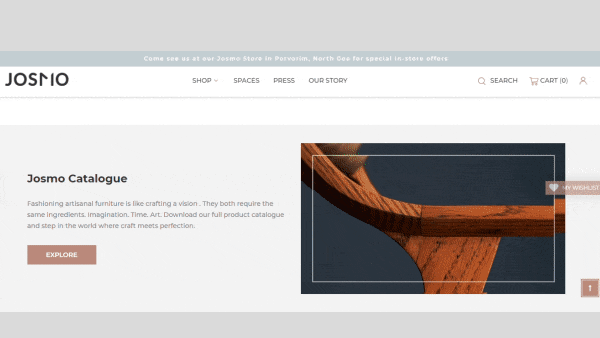 Come see us at our Josmo Store in Porvorim, North Goa for special in-store offers
JOSMO
SHOP
SPACES
PRESS
OUR STORY
SEARCH
CART (0)
Josmo Catalogue
Fashioning artisanal furniture is like crafting a vision . They both require the
same ingredients. Imagination. Time. Art. Download our full product catalogue
and step in the world where craft meets perfection.
EXPLORE
MY WISHLIST